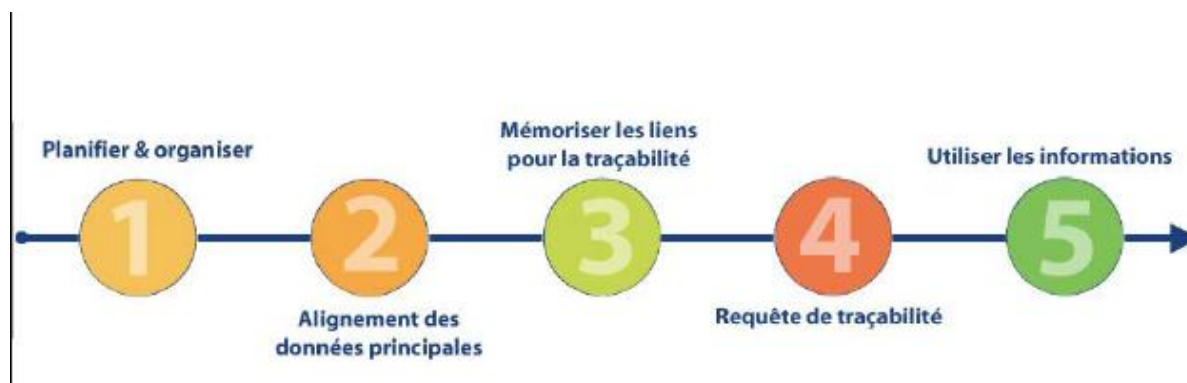 Planifier & organiser
1
2
Alignement des
données principales
Mémoriser les liens
pour la traçabilité
3
4
Requête de traçabilité
Utiliser les informations
5